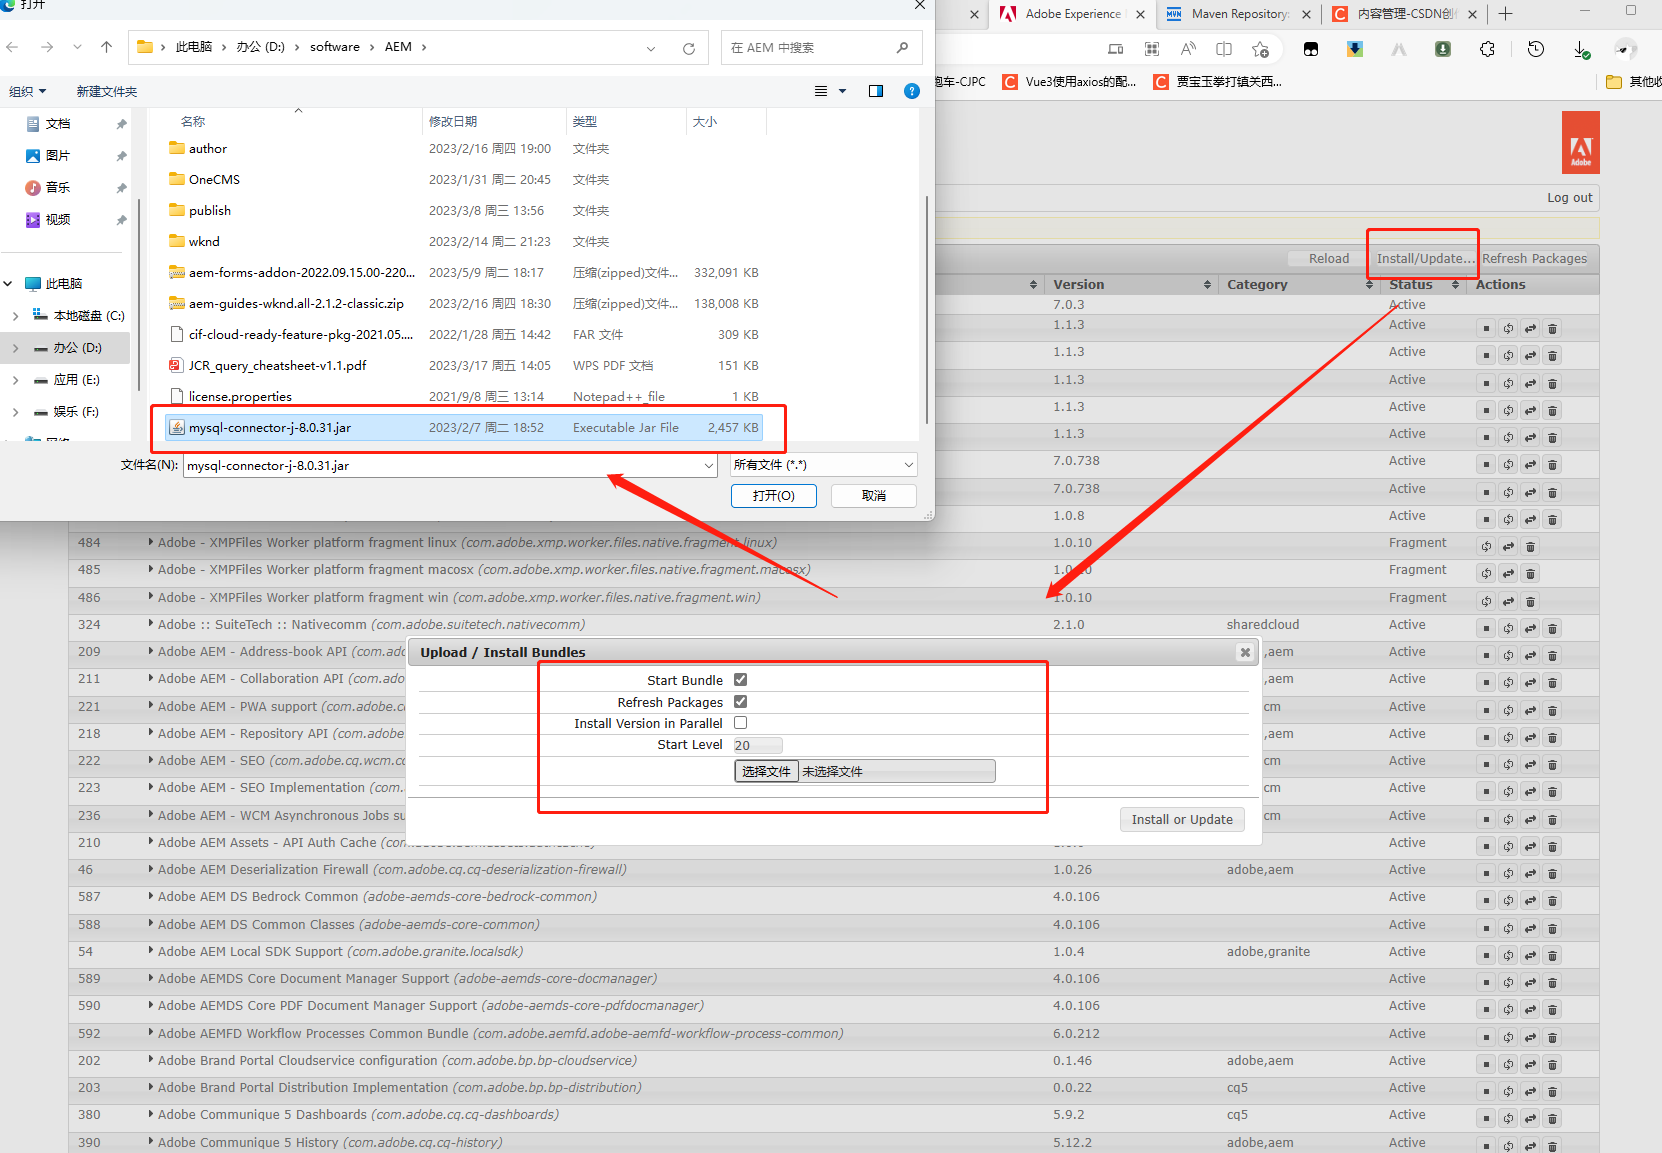 打开
此电脑 › 办公 (D:) › software › AEM ›
在 AEM 中搜索
组织
新建文件夹
文档
图片
音乐
视频
此电脑
本地磁盘 (C:)
办公 (D:)
应用 (E:)
娱乐 (F:)
名称 修改日期 类型 大小
author 2023/2/16 周四 19:00 文件夹
OneCMS 2023/1/31 周二 20:45 文件夹
publish 2023/3/8 周三 13:56 文件夹
wknd 2023/2/14 周二 21:23 文件夹
aem-forms-addon-2022.09.15.00-220... 2023/5/9 周二 18:17 压缩(zipped)文件... 332,091 KB
aem-guides-wknd.all-2.1.2-classic.zip 2023/2/16 周四 18:30 压缩(zipped)文件... 138,008 KB
cif-cloud-ready-feature-pkg-2021.05.... 2022/1/28 周五 14:42 FAR 文件 309 KB
JCR_query_cheatsheet-v1.1.pdf 2023/3/17 周五 14:05 WPS PDF 文档 151 KB
license.properties 2021/9/8 周三 13:14 Notepad++_file 1 KB
mysql-connector-j-8.0.31.jar 2023/2/7 周二 18:52 Executable Jar File 2,457 KB
文件名(N): mysql-connector-j-8.0.31.jar 所有文件 (*.*)
打开(O) 取消
Adobe Experience
Maven Repository:
内容管理-CSDN创
跑车-CJPC
Vue3使用axios的配...
贾宝玉拳打镇关西...
其他收
Adobe
Log out
Reload Install/Update... Refresh Packages
Version Category Status Actions
7.0.3 Active
1.1.3 Active
1.1.3 Active
1.1.3 Active
1.1.3 Active
1.1.3 Active
7.0.738 Active
7.0.738 Active
1.0.8 Active
484 Adobe - XMPFiles Worker platform fragment linux (com.adobe.xmp.worker.files.native.fragment.linux) 1.0.10 Fragment
485 Adobe - XMPFiles Worker platform fragment macosx (com.adobe.xmp.worker.files.native.fragment.macosx) 1.0.10 Fragment
486 Adobe - XMPFiles Worker platform fragment win (com.adobe.xmp.worker.files.native.fragment.win) 1.0.10 Fragment
324 Adobe :: SuiteTech :: Nativecomm (com.adobe.suitetech.nativecomm) 2.1.0 sharedcloud Active
209 Adobe AEM - Address-book API (com.ado ,aem Active
211 Adobe AEM - Collaboration API (com.ado ,aem Active
221 Adobe AEM - PWA support (com.adobe.c cm Active
218 Adobe AEM - Repository API (com.adobe ,aem Active
222 Adobe AEM - SEO (com.adobe.cq.wcm.co Active
223 Adobe AEM - SEO Implementation (com. cm Active
236 Adobe AEM - WCM Asynchronous Jobs su cm Active
210 Adobe AEM Assets - API Auth Cache Active
46 Adobe AEM Deserialization Firewall (com.adobe.cq.cq-deserialization-firewall) 1.0.26 adobe,aem Active
587 Adobe AEM DS Bedrock Common (adobe-aemds-core-bedrock-common) 4.0.106 Active
588 Adobe AEM DS Common Classes (adobe-aemds-core-common) 4.0.106 Active
54 Adobe AEM Local SDK Support (com.adobe.granite.localsdk) 1.0.4 adobe,granite Active
589 Adobe AEMDS Core Document Manager Support (adobe-aemds-core-docmanager) 4.0.106 Active
590 Adobe AEMDS Core PDF Document Manager Support (adobe-aemds-core-pdfdocmanager) 4.0.106 Active
592 Adobe AEMFD Workflow Processes Common Bundle (com.adobe.aemfd.adobe-aemfd-workflow-process-common) 6.0.212 Active
202 Adobe Brand Portal Cloudservice configuration (com.adobe.bp.bp-cloudservice) 0.1.46 adobe,aem Active
203 Adobe Brand Portal Distribution Implementation (com.adobe.bp.bp-distribution) 0.0.22 cq5 Active
380 Adobe Communique 5 Dashboards (com.adobe.cq.cq-dashboards) 5.9.2 cq5 Active
390 Adobe Communique 5 History (com.adobe.cq.cq-history) 5.12.2 adobe,aem Active
Upload / Install Bundles
Start Bundle
Refresh Packages
Install Version in Parallel
Start Level 20
选择文件 未选择文件
Install or Update